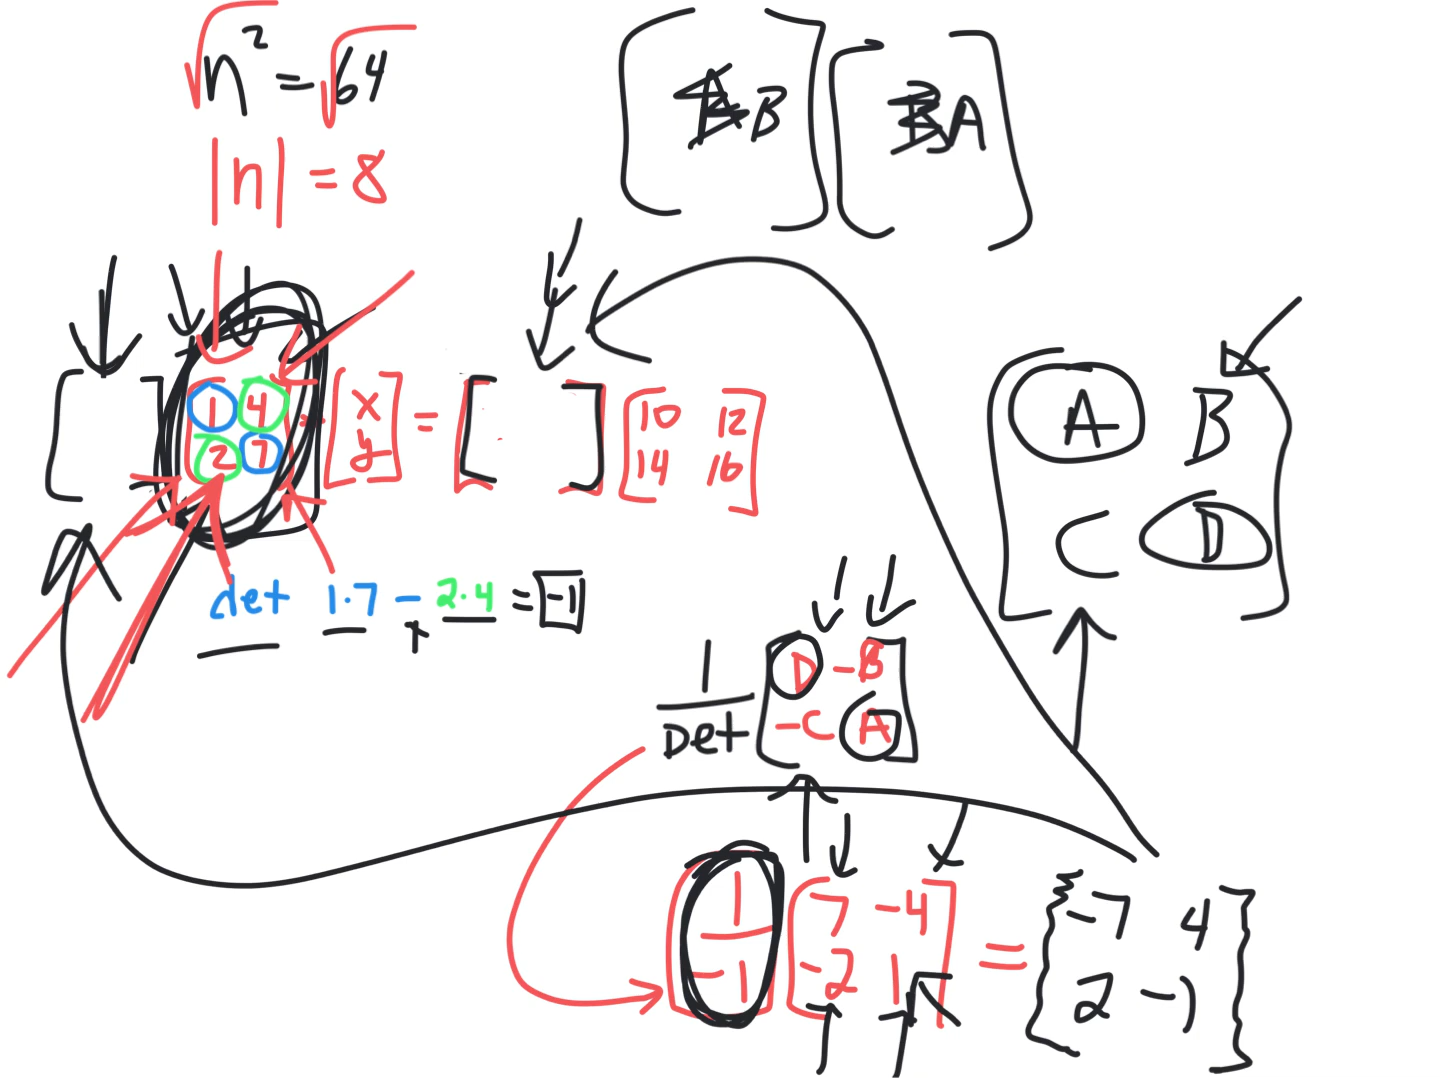 √n² = √64
|n| = 8
AB BA
[ ] [1 4 [x = [ ] [10 12
2 7] y] 14 16]
A B
C D
det 1·7 - 2·4 = -1
1/Det [D -B
-C A]
1/-1 [7 -4 = [-7 4
-2 1] 2 -1]